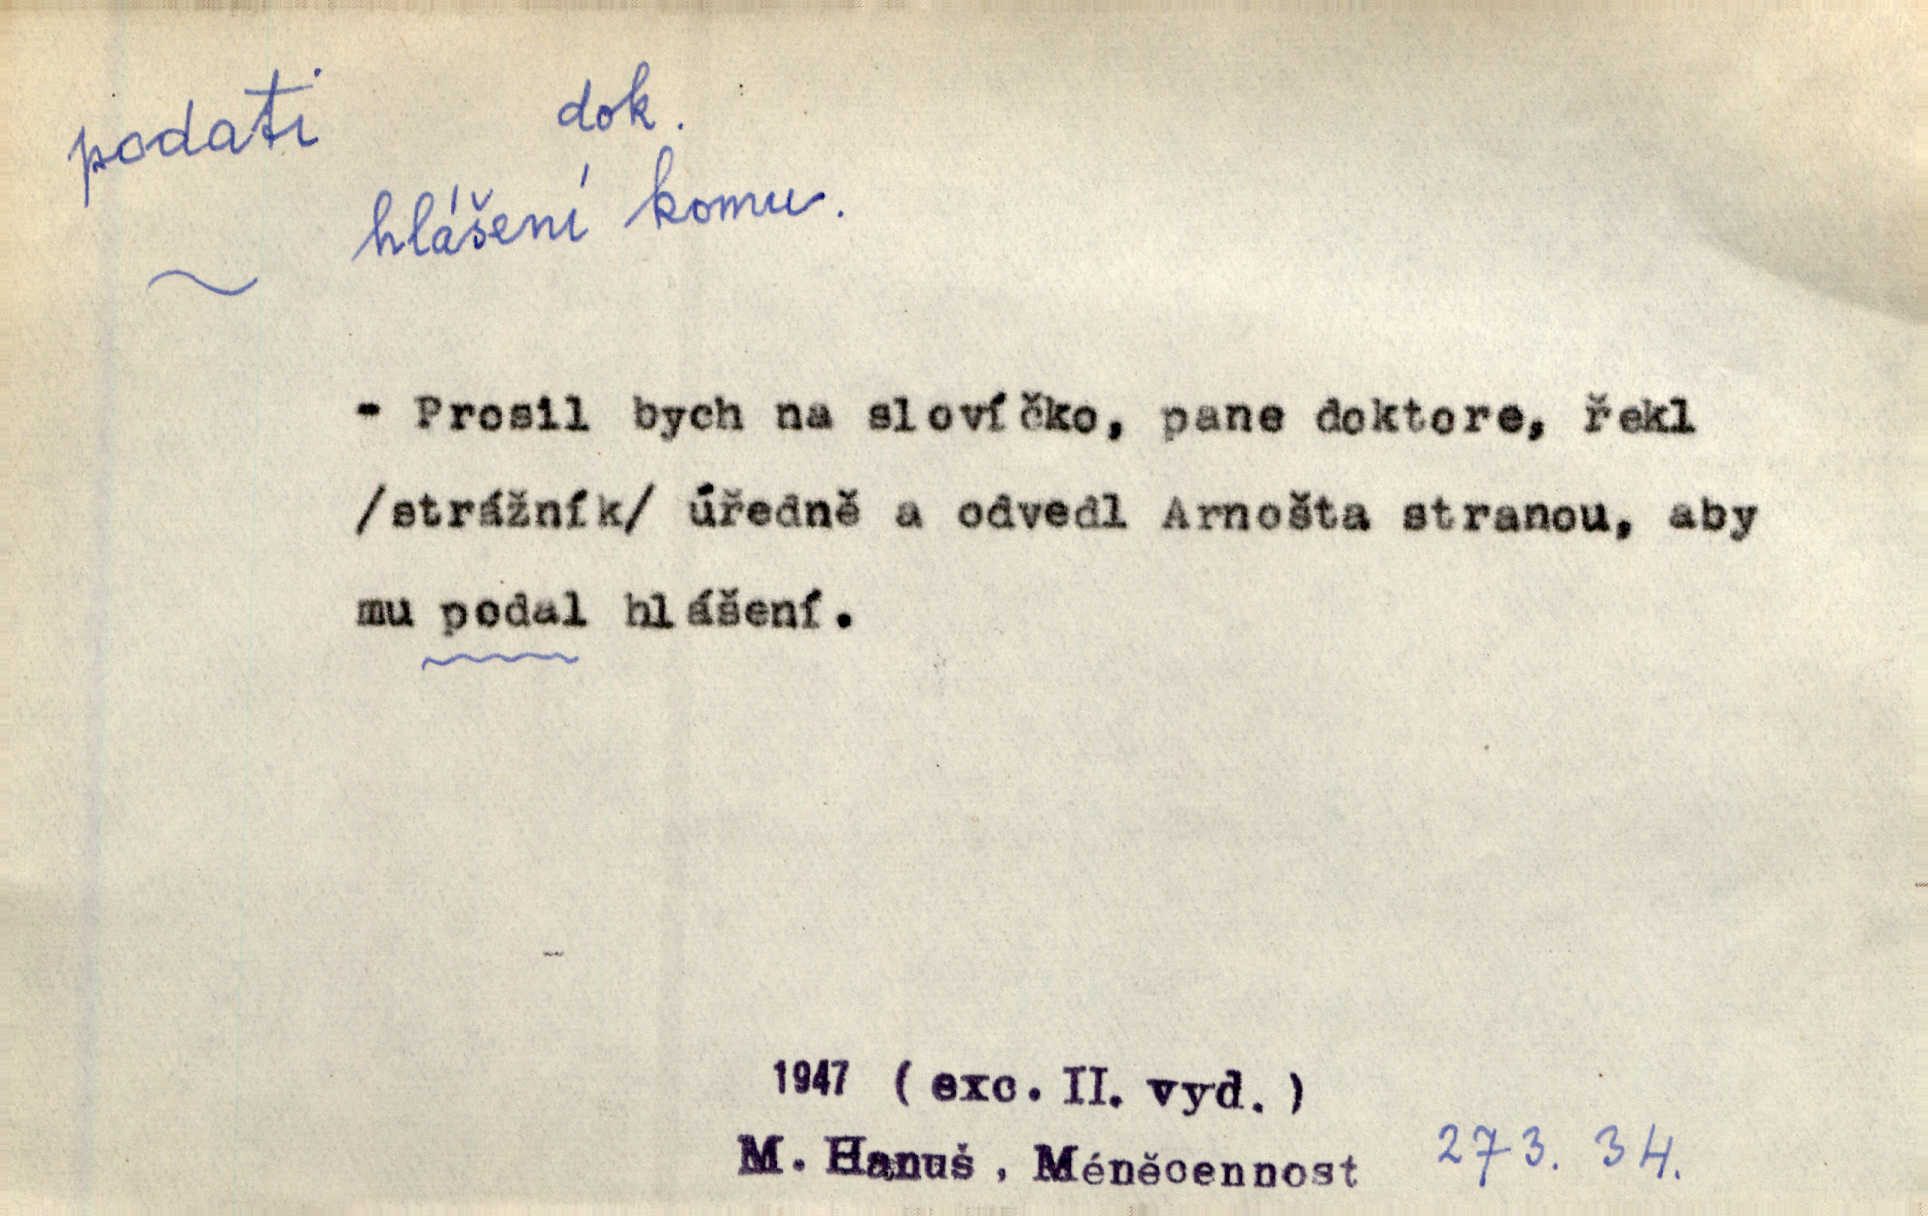 podati dok.
hlášení komu.
- Prosil bych na slovíčko, pane doktore, řekl
/strážník/ úředně a odvedl Arnošta stranou, aby
mu podal hlášení.
1947 (exc. II. vyd.)
M. Hanuš, Méněcennost 273. 34.